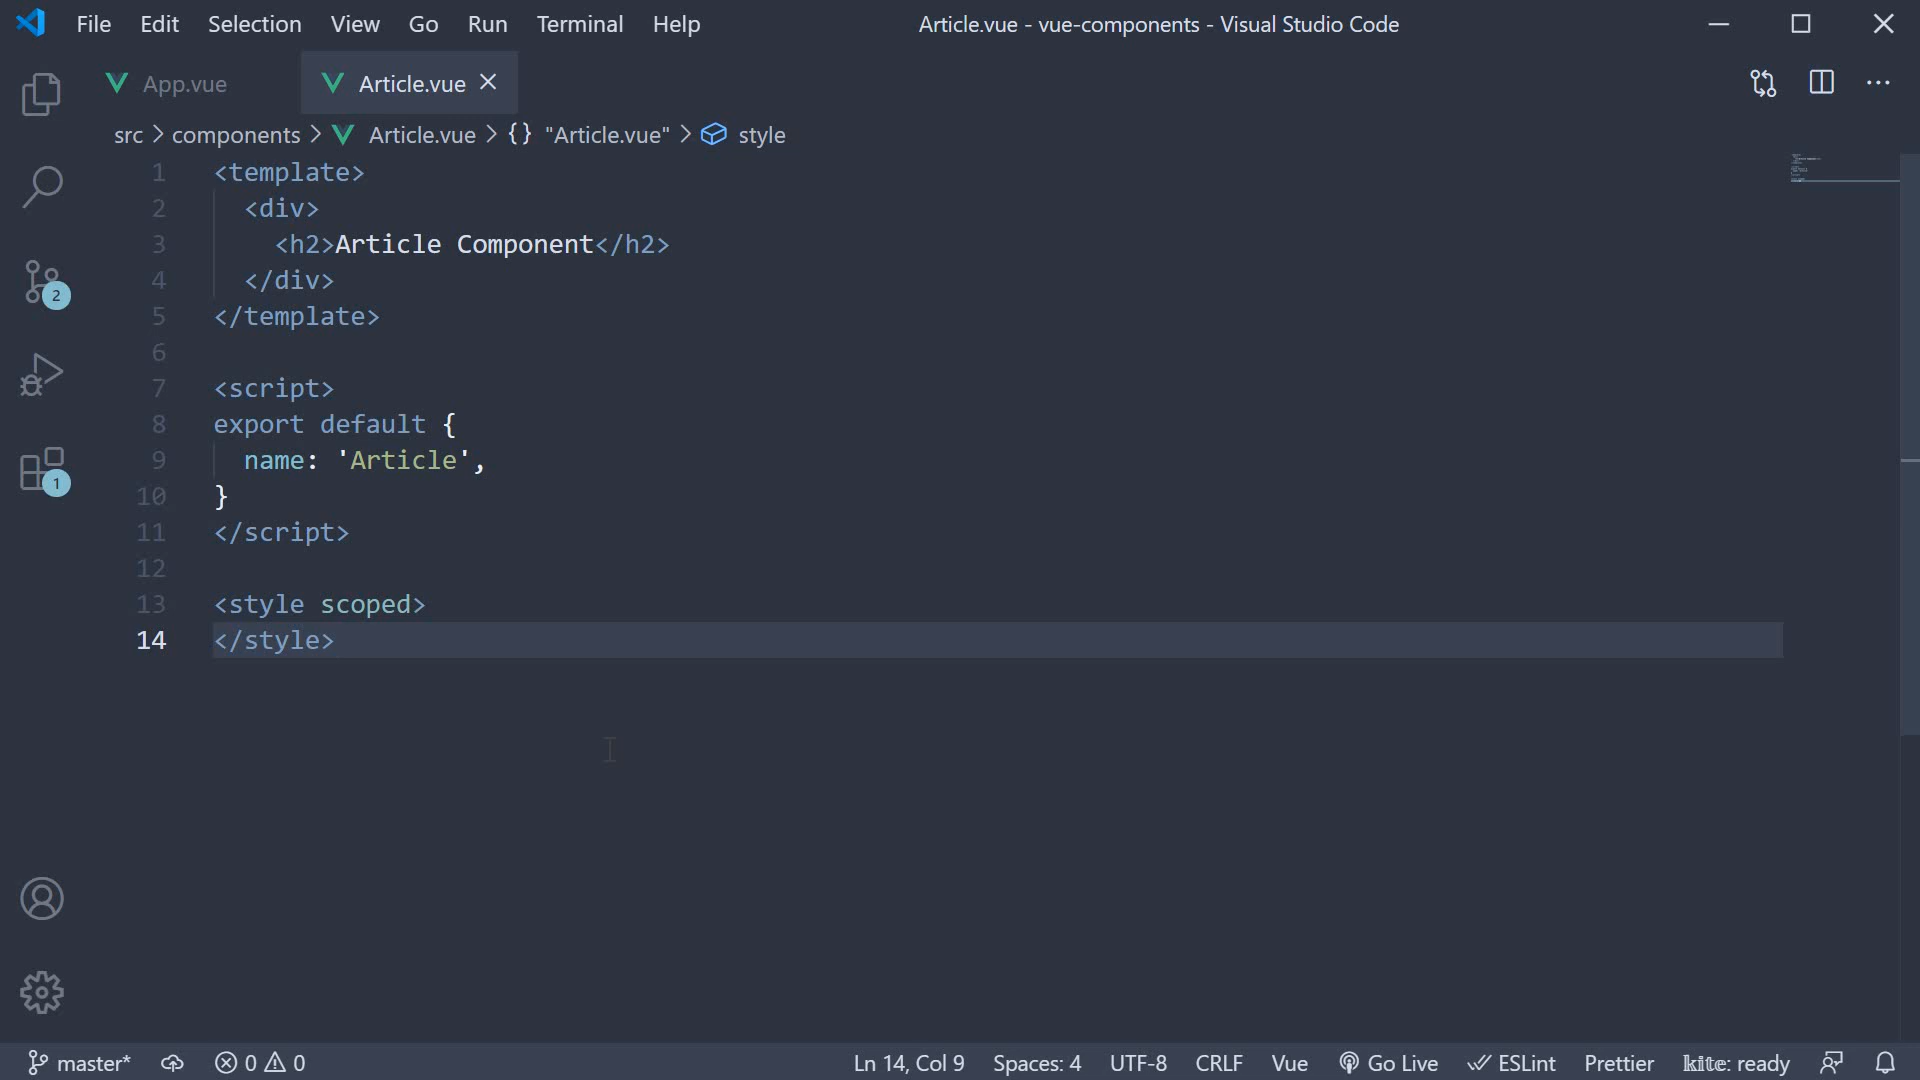 File Edit Selection View Go Run Terminal Help Article.vue - vue-components - Visual Studio Code
App.vue Article.vue
src > components > Article.vue > {} "Article.vue" > style
1 <template>
2 <div>
3 <h2>Article Component</h2>
4 </div>
5 </template>
6
7 <script>
8 export default {
9 name: 'Article',
10 }
11 </script>
12
13 <style scoped>
14 </style>
2
1
master* 0 0 Ln 14, Col 9 Spaces: 4 UTF-8 CRLF Vue Go Live ESLint Prettier kite: ready